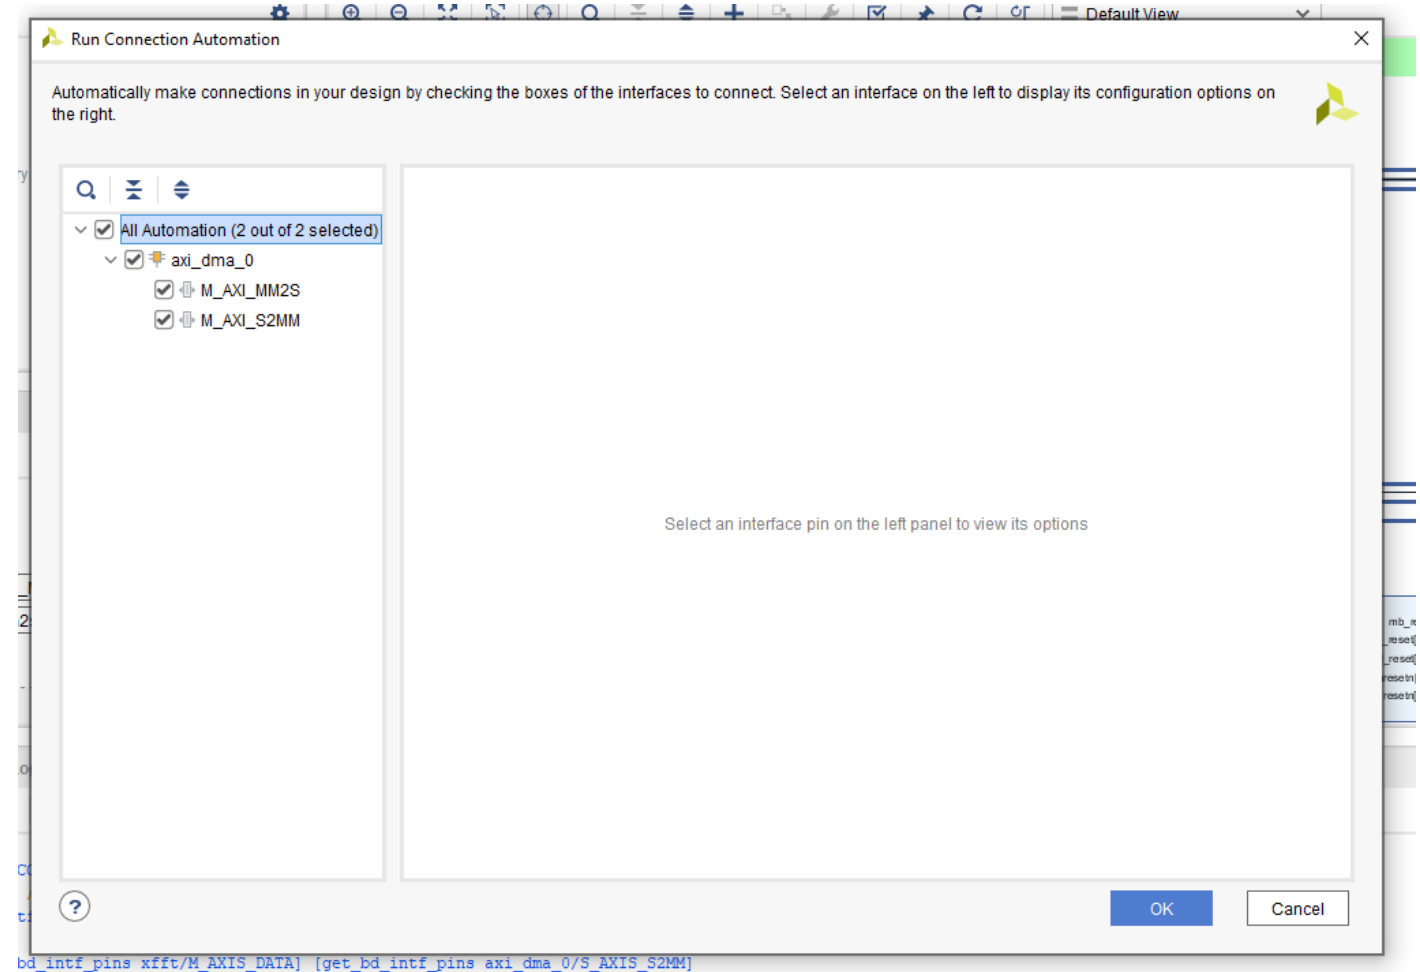 Default View
Run Connection Automation
Automatically make connections in your design by checking the boxes of the interfaces to connect. Select an interface on the left to display its configuration options on
the right.
All Automation (2 out of 2 selected)
axi_dma_0
M_AXI_MM2S
M_AXI_S2MM
Select an interface pin on the left panel to view its options
OK
Cancel
bd_intf_pins xfft/M_AXIS_DATA] [get_bd_intf_pins axi_dma_0/S_AXIS_S2MM]